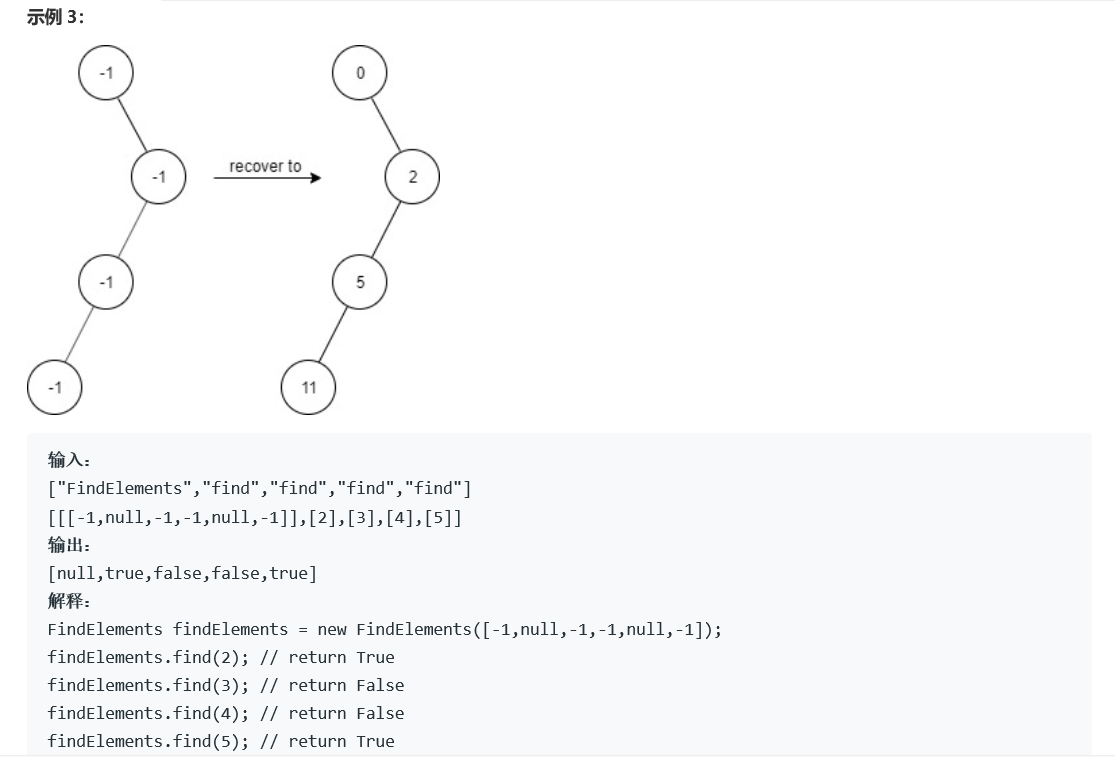 示例 3：
-1
0
-1
recover to
2
-1
5
-1
11
输入：
["FindElements","find","find","find","find"]
[[[-1,null,-1,-1,null,-1]],[2],[3],[4],[5]]
输出：
[null,true,false,false,true]
解释：
FindElements findElements = new FindElements([-1,null,-1,-1,null,-1]);
findElements.find(2); // return True
findElements.find(3); // return False
findElements.find(4); // return False
findElements.find(5); // return True